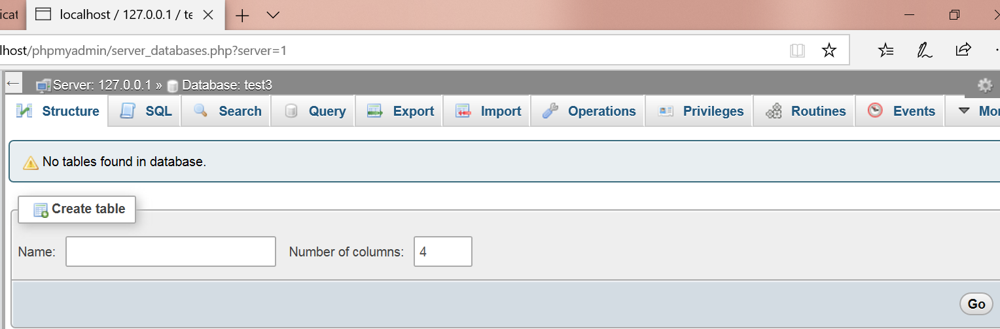 icat localhost / 127.0.0.1 / te
lhost/phpmyadmin/server_databases.php?server=1
Server: 127.0.0.1 » Database: test3
Structure SQL Search Query Export Import Operations Privileges Routines Events Mor
No tables found in database.
Create table
Name: Number of columns: 4
Go